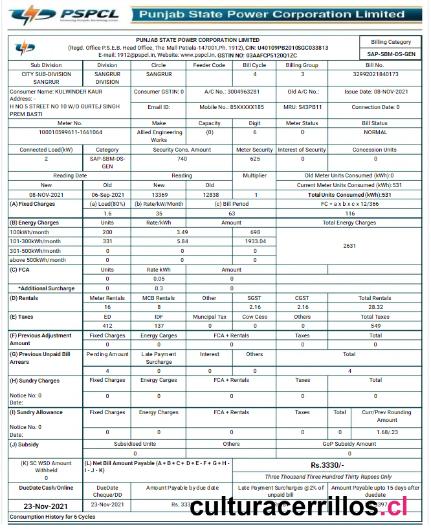 PSPCL Punjab State Power Corporation Limited
PUNJAB STATE POWER CORPORATION LIMITED
(Regd. Office P.S.E.B. Head Office, The Mall Patiala-147001,Ph. 1912), CIN: U40109PB2010SGC033813
E-mail: 1912@pspcl.in, Website: www.pspcl.in. GSTIN NO: 03AAFCP5120Q1ZC
Billing Category
SAP-SBM-DS-GEN
Sub Division Division Circle Feeder Code Bill Cycle Billing Group Bill No.
CITY SUB-DIVISION SANGRUR SANGRUR DIVISION SANGRUR 4 3 32992021840173
Consumer Name: KULWINDER KAUR Consumer GSTIN: 0 A/C No.: 3004963281 Old A/C No.: Issue Date: 08-NOV-2021
Address: -
H NO 5 STREET NO 10 W/O GURTEJ SINGH PREM BASTI
Email ID: Mobile No.: 85XXXXX185 MRU: S43PB11 Connection Date: 0
Meter No. Make Phase Digit Meter Status Bill Status
100010599611-1661064 Allied Engineering Works (0) 6 0 NORMAL
Connected Load(kW) Category Security Cons. Amount Meter Security Interest of Security Concession Units
2 SAP-SBM-DS-GEN 740 625 0 0
Reading Date Reading Multiplier Old Meter Units Consumed (kWh):0
New Old New Old Current Meter Units Consumed (kWh):531
08-NOV-2021 06-Sep-2021 13369 12838 1 Total Units Consumed (kWh):531
(A) Fixed Charges (a) Load(80%) (b) Rate/kW/Month (c) Bill Period FC = a x b x c x 12/366
1.6 35 63 116
(B) Energy Charges Units Rate/kWh Amount Total Energy Charges
100kWh/month 200 3.49 698 2631
101-300kWh/month 331 5.84 1933.04
301-500kWh/month 0 0 0
above 500kWh/month 0 0 0
(C) FCA Units Rate kWh Amount
0 0.05 0
*Additional Surcharge 0 0.3 0
(D) Rentals Meter Rentals MCB Rentals Other SGST CGST Total Rentals
16 8 2.16 2.16 28.32
(E) Taxes ED IDF Muncipal Tax Cow Cess Others Total Taxes
412 137 0 0 0 549
(F) Previous Adjustment Amount Fixed Charges Energy Carges FCA + Rentals Taxes Total
0 0 0 0 0
(G) Previous Unpaid Bill Arrears Pending Amount Late Payment Surcharge Interest Others Total
4 0 0 0 4
(H) Sundry Charges Fixed Charges Energy Carges FCA + Rentals Taxes Total
Notice No: 0
Date: 0 0 0 0 0
(I) Sundry Allowance Fixed Charges Energy Carges FCA + Rentals Taxes Total Curr/Prev Rounding Amount
Notice No: 0
Date: 0 0 0 0 0 1.68/.23
(J) Subsidy Subsidised Units Others GoP Subsidy Amount
0 0 0
(K) SC WSD Amount Withheld (L) Net Bill Amount Payable (A + B + C + D + E - F + G + H - I - J - K) Rs.3330/-
0 Three Thousand Three Hundred Thirty Rupees Only
DueDate Cash/Online DueDate Cheque/DD Amount Payable by due date Late Payment Surcharges @2% of unpaid bill Amount Payable upto 15 days after duedate
23-Nov-2021 23-Nov-2021
Consumption History for 6 Cycles
culturacerrillos.cl